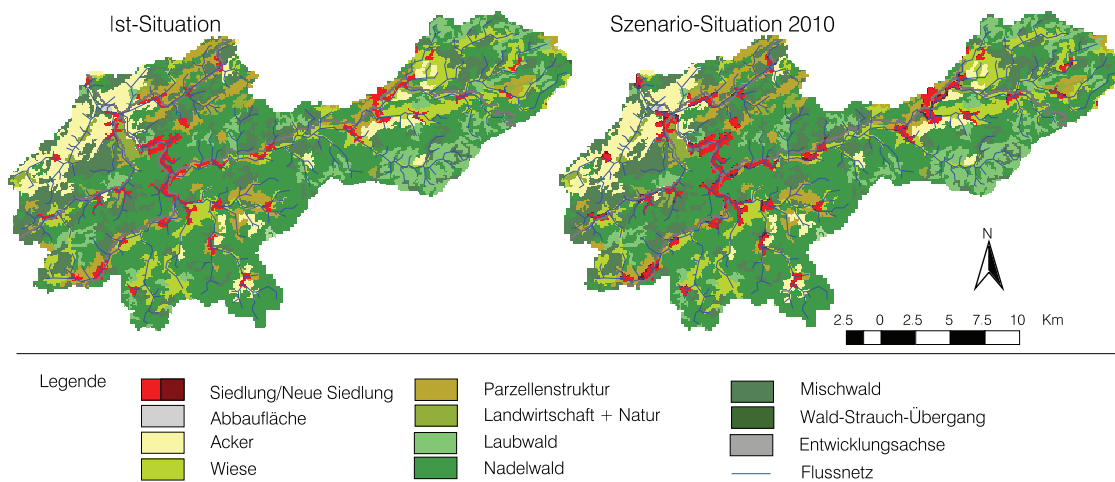 Ist-Situation
Szenario-Situation 2010
N
2.5 0 2.5 5 7.5 10 Km
Legende
Siedlung/Neue Siedlung
Abbaufläche
Acker
Wiese
Parzellenstruktur
Landwirtschaft + Natur
Laubwald
Nadelwald
Mischwald
Wald-Strauch-Übergang
Entwicklungsachse
Flussnetz